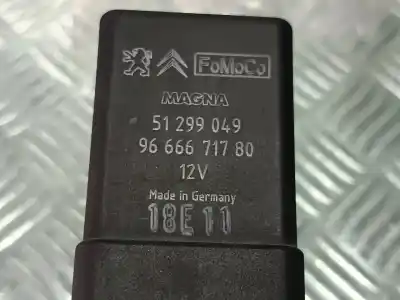 FoMoCo
MAGNA
51 299 049
96 666 717 80
12V
Made in Germany
18E11